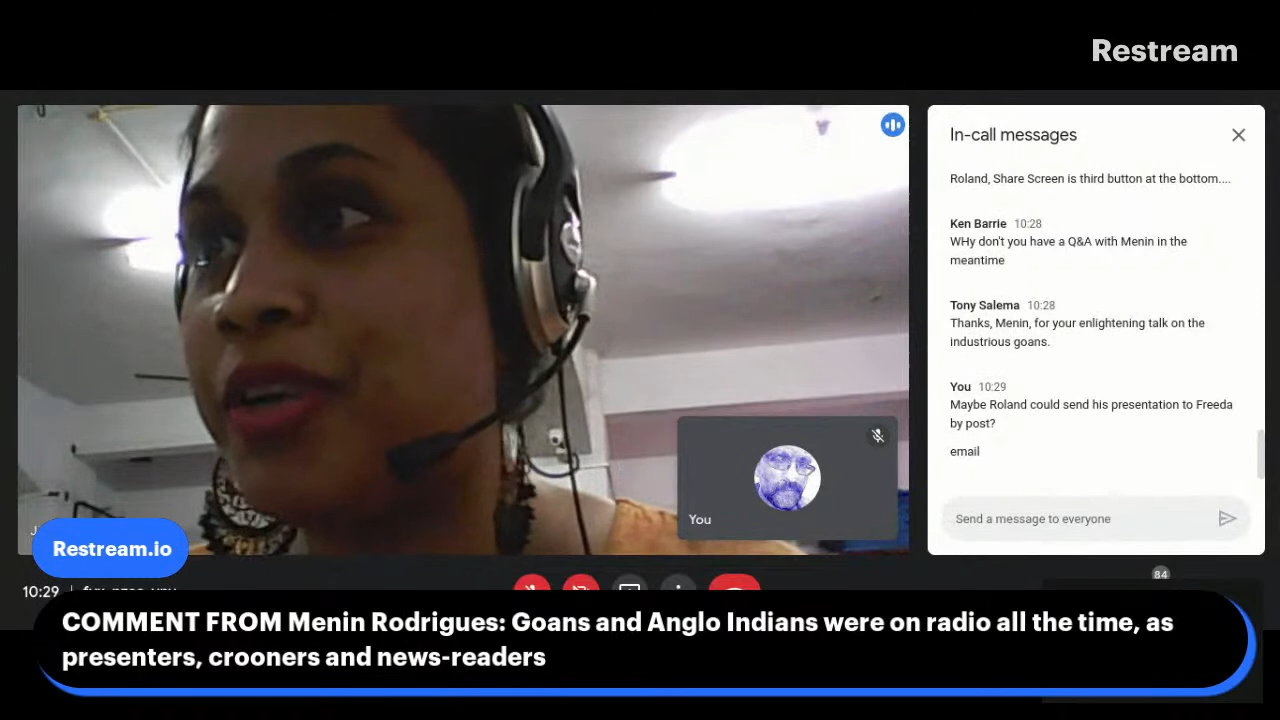 Restream
In-call messages
Roland, Share Screen is third button at the bottom....
Ken Barrie 10:28
WHy don't you have a Q&A with Menin in the
meantime
Tony Salema 10:28
Thanks, Menin, for your enlightening talk on the
industrious goans.
You 10:29
Maybe Roland could send his presentation to Freeda
by post?
email
Send a message to everyone
You
J
Restream.io
10:29
84
COMMENT FROM Menin Rodrigues: Goans and Anglo Indians were on radio all the time, as
presenters, crooners and news-readers